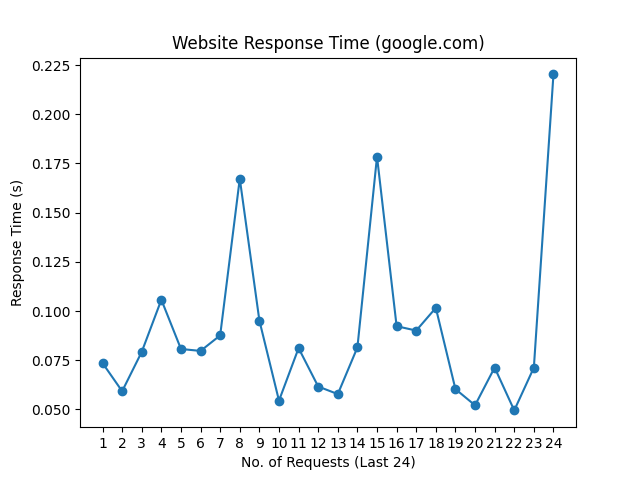 Website Response Time (google.com)
Response Time (s)
0.225
0.200
0.175
0.150
0.125
0.100
0.075
0.050
1 2 3 4 5 6 7 8 9 10 11 12 13 14 15 16 17 18 19 20 21 22 23 24
No. of Requests (Last 24)